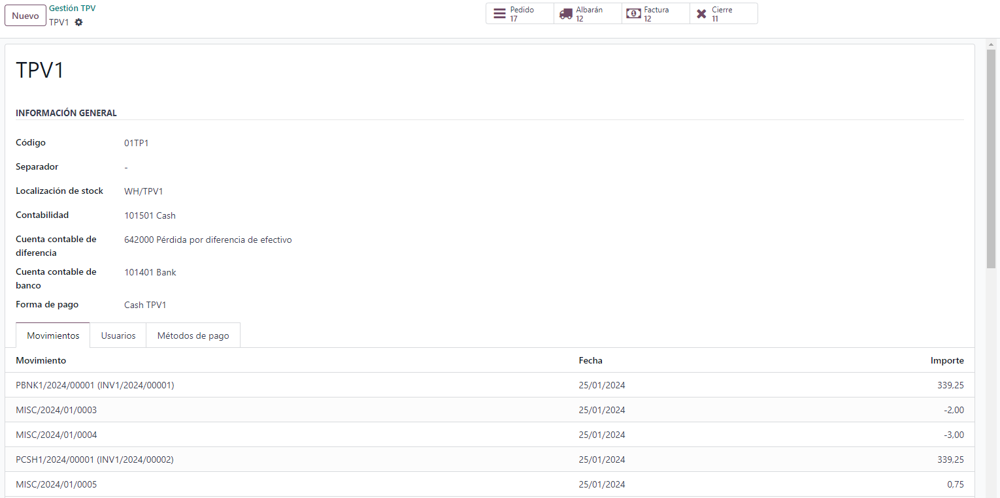 Nuevo
Gestión TPV
TPV1
Pedido
17
Albarán
12
Factura
12
Cierre
11
TPV1
INFORMACIÓN GENERAL
Código 01TP1
Separador -
Localización de stock WH/TPV1
Contabilidad 101501 Cash
Cuenta contable de diferencia 642000 Pérdida por diferencia de efectivo
Cuenta contable de banco 101401 Bank
Forma de pago Cash TPV1
Movimientos Usuarios Métodos de pago
Movimiento Fecha Importe
PBNK1/2024/00001 (INV1/2024/00001) 25/01/2024 339,25
MISC/2024/01/0003 25/01/2024 -2,00
MISC/2024/01/0004 25/01/2024 -3,00
PCSH1/2024/00001 (INV1/2024/00002) 25/01/2024 339,25
MISC/2024/01/0005 25/01/2024 0,75